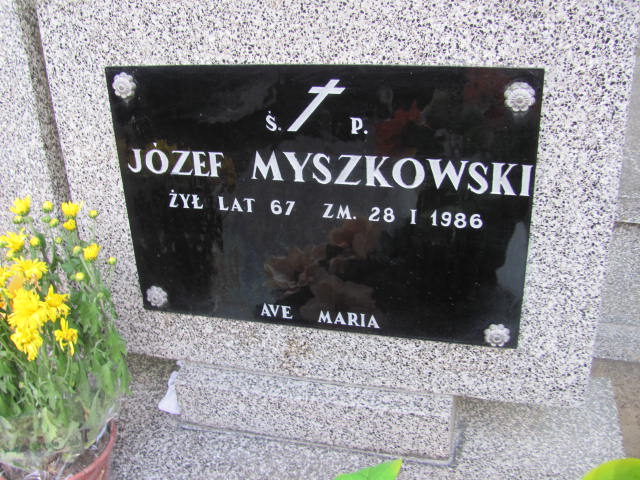 Ś. P.
JÓZEF MYSZKOWSKI
ŻYŁ LAT 67 ZM. 28 I 1986
AVE MARIA